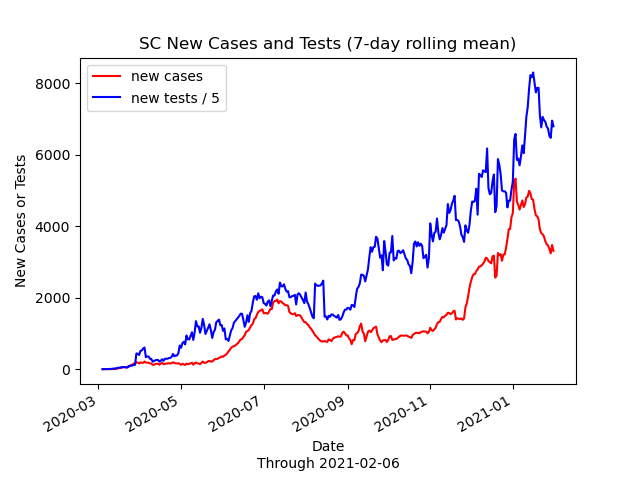 SC New Cases and Tests (7-day rolling mean)
new cases
new tests / 5
8000
6000
4000
2000
0
New Cases or Tests
2020-03
2020-05
2020-07
2020-09
2020-11
2021-01
Date
Through 2021-02-06